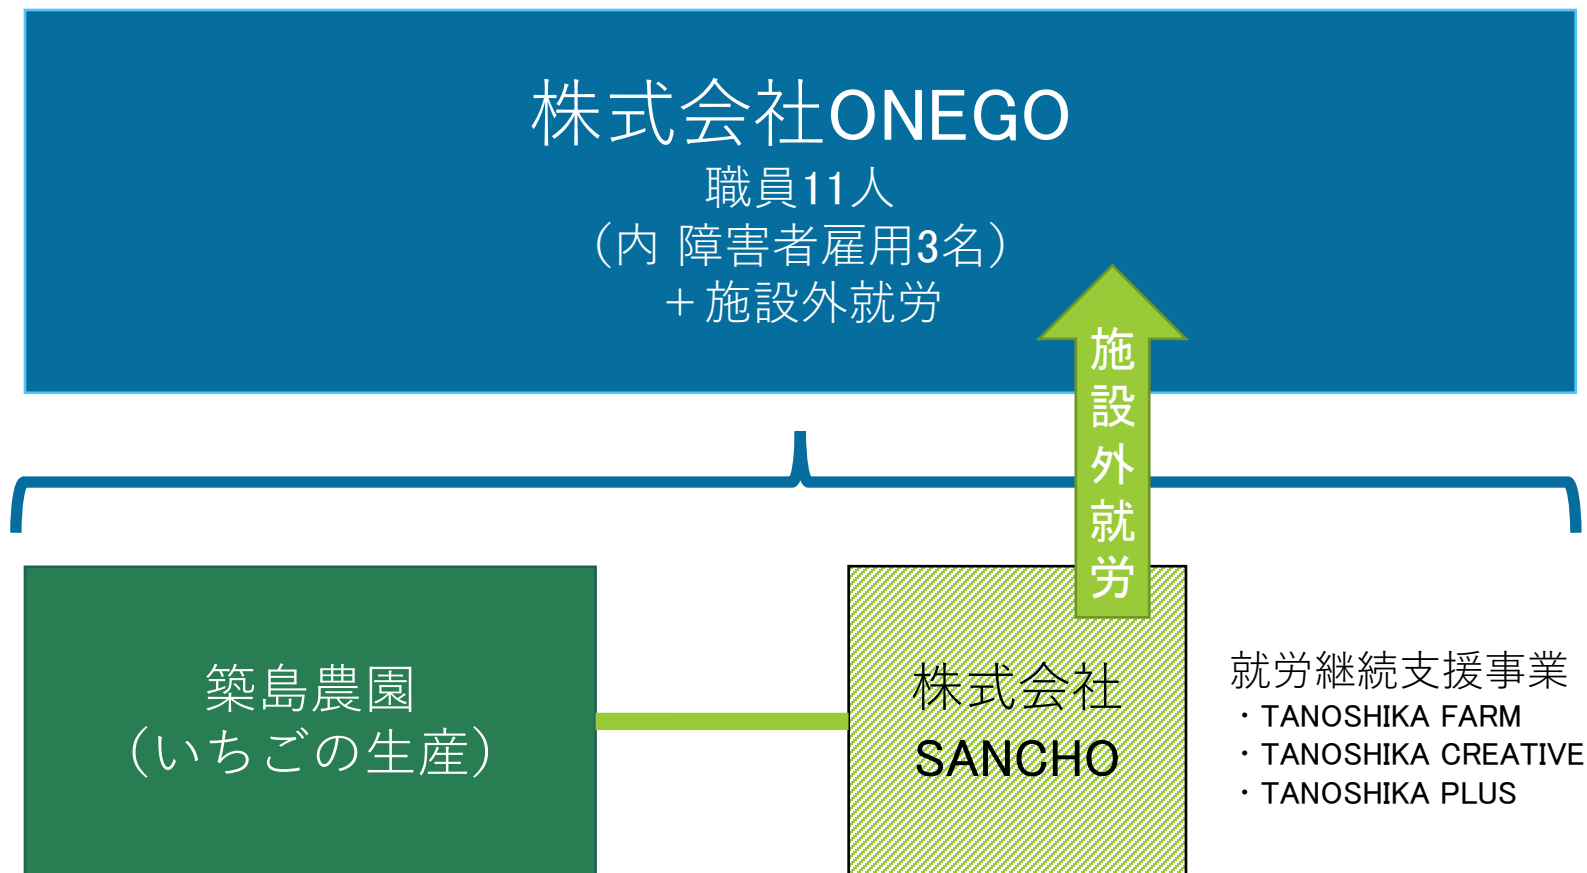 株式会社ONEGO
職員11人
（内 障害者雇用3名）
＋施設外就労
施設外就労
築島農園
（いちごの生産）
株式会社
SANCHO
就労継続支援事業
・TANOSHIKA FARM
・TANOSHIKA CREATIVE
・TANOSHIKA PLUS